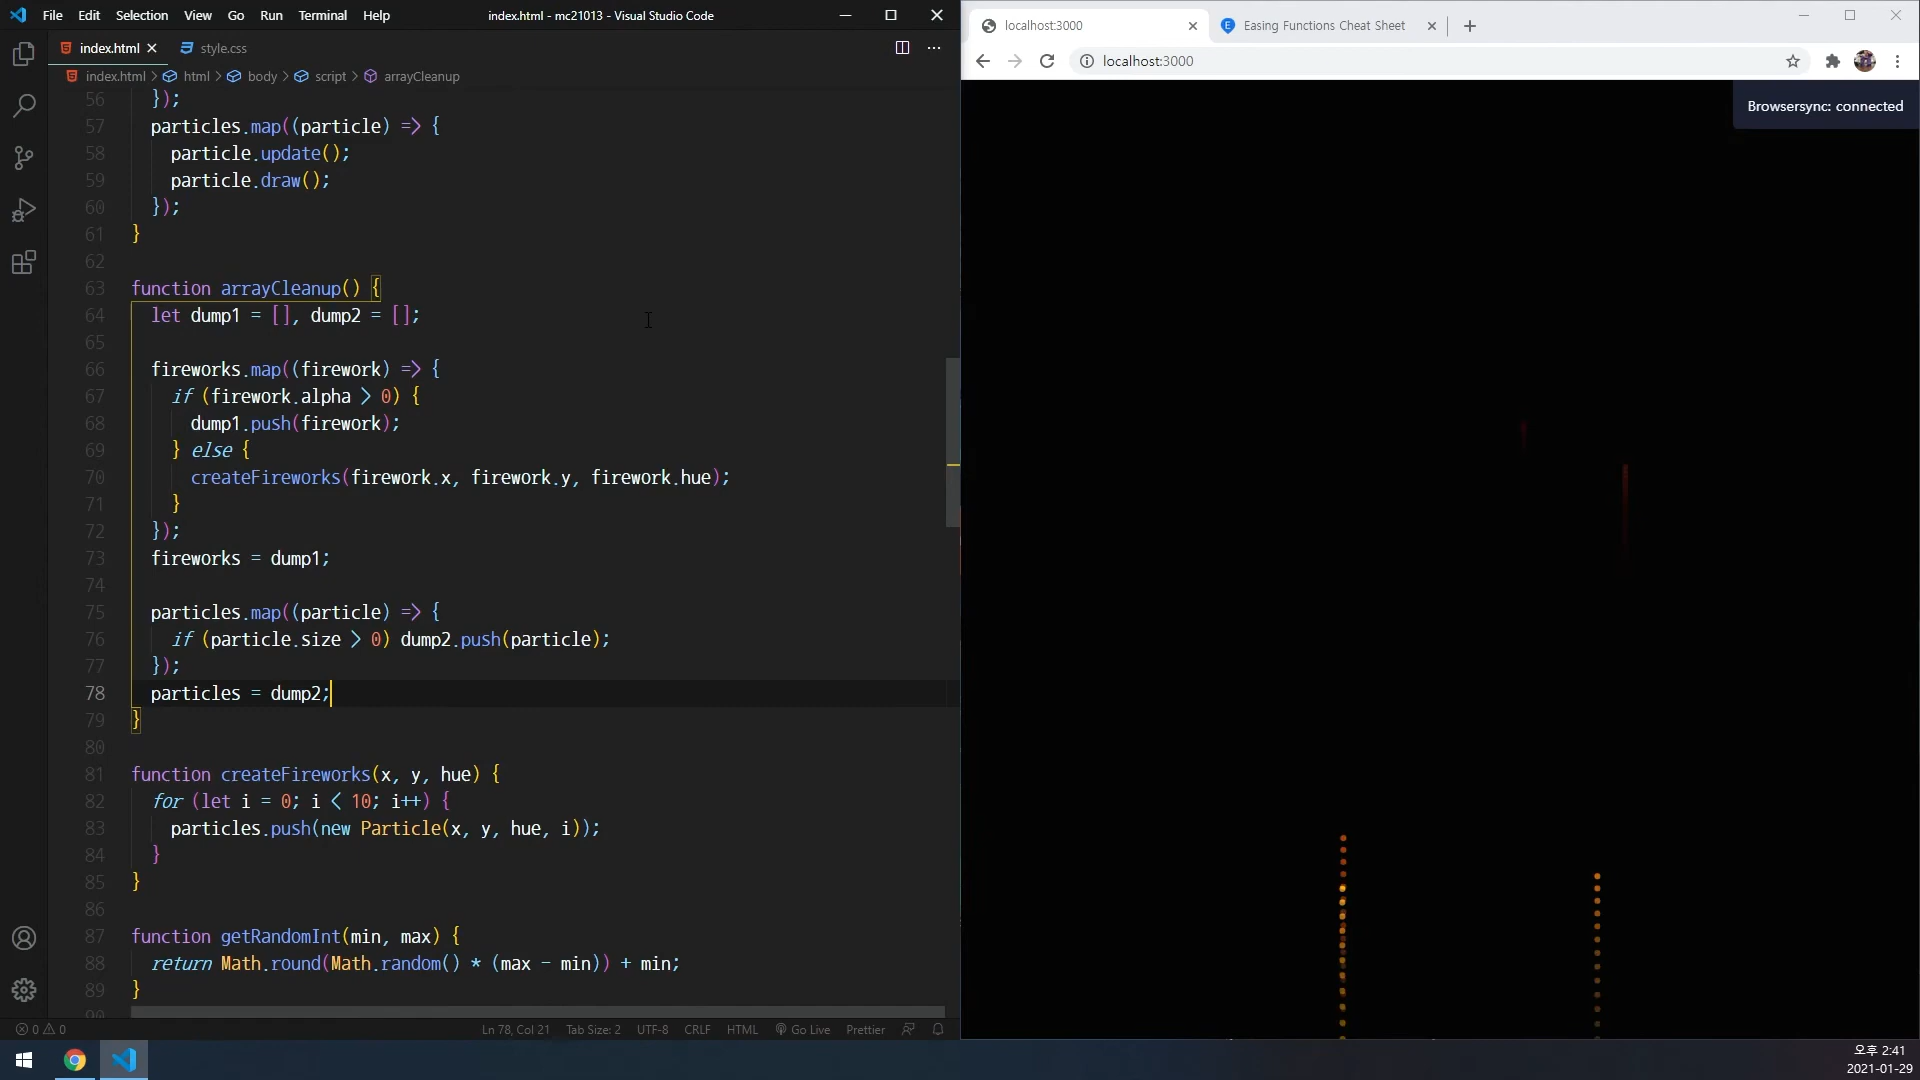 File Edit Selection View Go Run Terminal Help index.html - mc21013 - Visual Studio Code
index.html style.css
index.html > html > body > script > arrayCleanup
56 });
57 particles.map((particle) => {
58 particle.update();
59 particle.draw();
60 });
61 }
62
63 function arrayCleanup() {
64 let dump1 = [], dump2 = [];
65
66 fireworks.map((firework) => {
67 if (firework.alpha > 0) {
68 dump1.push(firework);
69 } else {
70 createFireworks(firework.x, firework.y, firework.hue);
71 }
72 });
73 fireworks = dump1;
74
75 particles.map((particle) => {
76 if (particle.size > 0) dump2.push(particle);
77 });
78 particles = dump2;
79 }
80
81 function createFireworks(x, y, hue) {
82 for (let i = 0; i < 10; i++) {
83 particles.push(new Particle(x, y, hue, i));
84 }
85 }
86
87 function getRandomInt(min, max) {
88 return Math.round(Math.random() * (max - min)) + min;
89 }
90
0 0 Ln 78, Col 21 Tab Size: 2 UTF-8 CRLF HTML Go Live Prettier
localhost:3000 Easing Functions Cheat Sheet
localhost:3000
Browsersync: connected
오후 2:41
2021-01-29